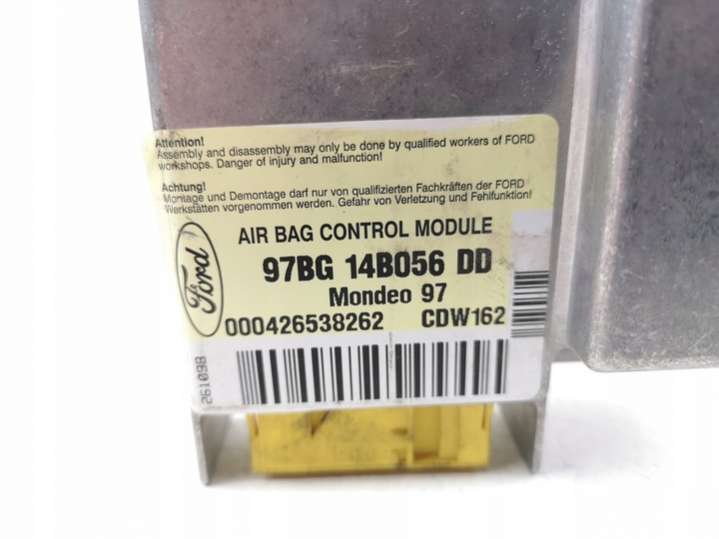 Attention!
Assembly and disassembly may only be done by qualified workers of FORD
workshops. Danger of injury and malfunction!
Achtung!
Montage und Demontage darf nur von qualifizierten Fachkräften der FORD
Werkstätten vorgenommen werden. Gefahr von Verletzung und Fehlfunktion!
Ford
AIR BAG CONTROL MODULE
97BG 14B056 DD
Mondeo 97
000426538262 CDW162
261098